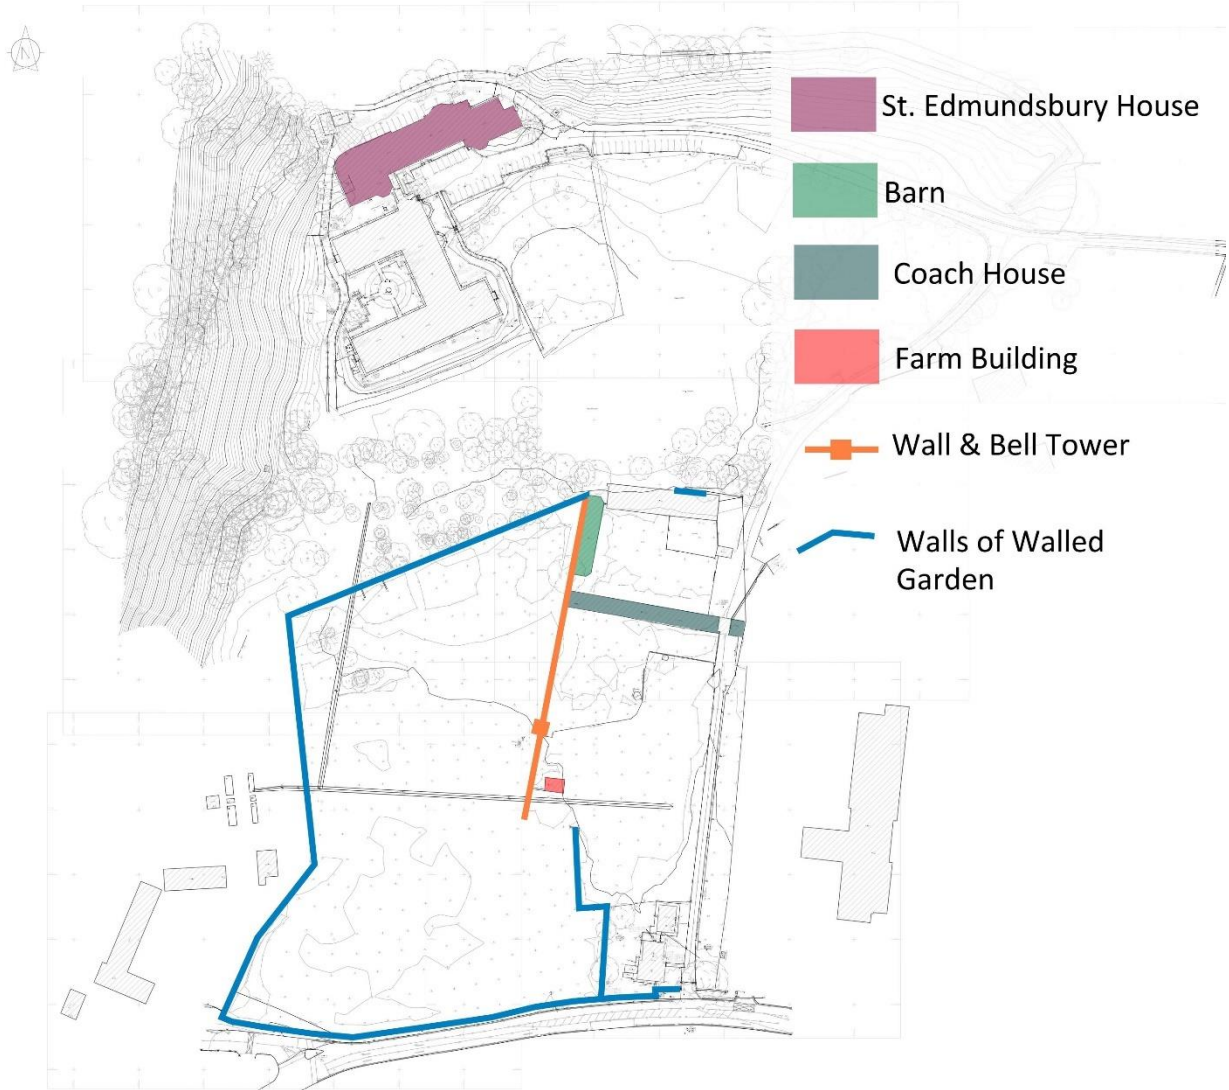 N
St. Edmundsbury House
Barn
Coach House
Farm Building
Wall & Bell Tower
Walls of Walled
Garden